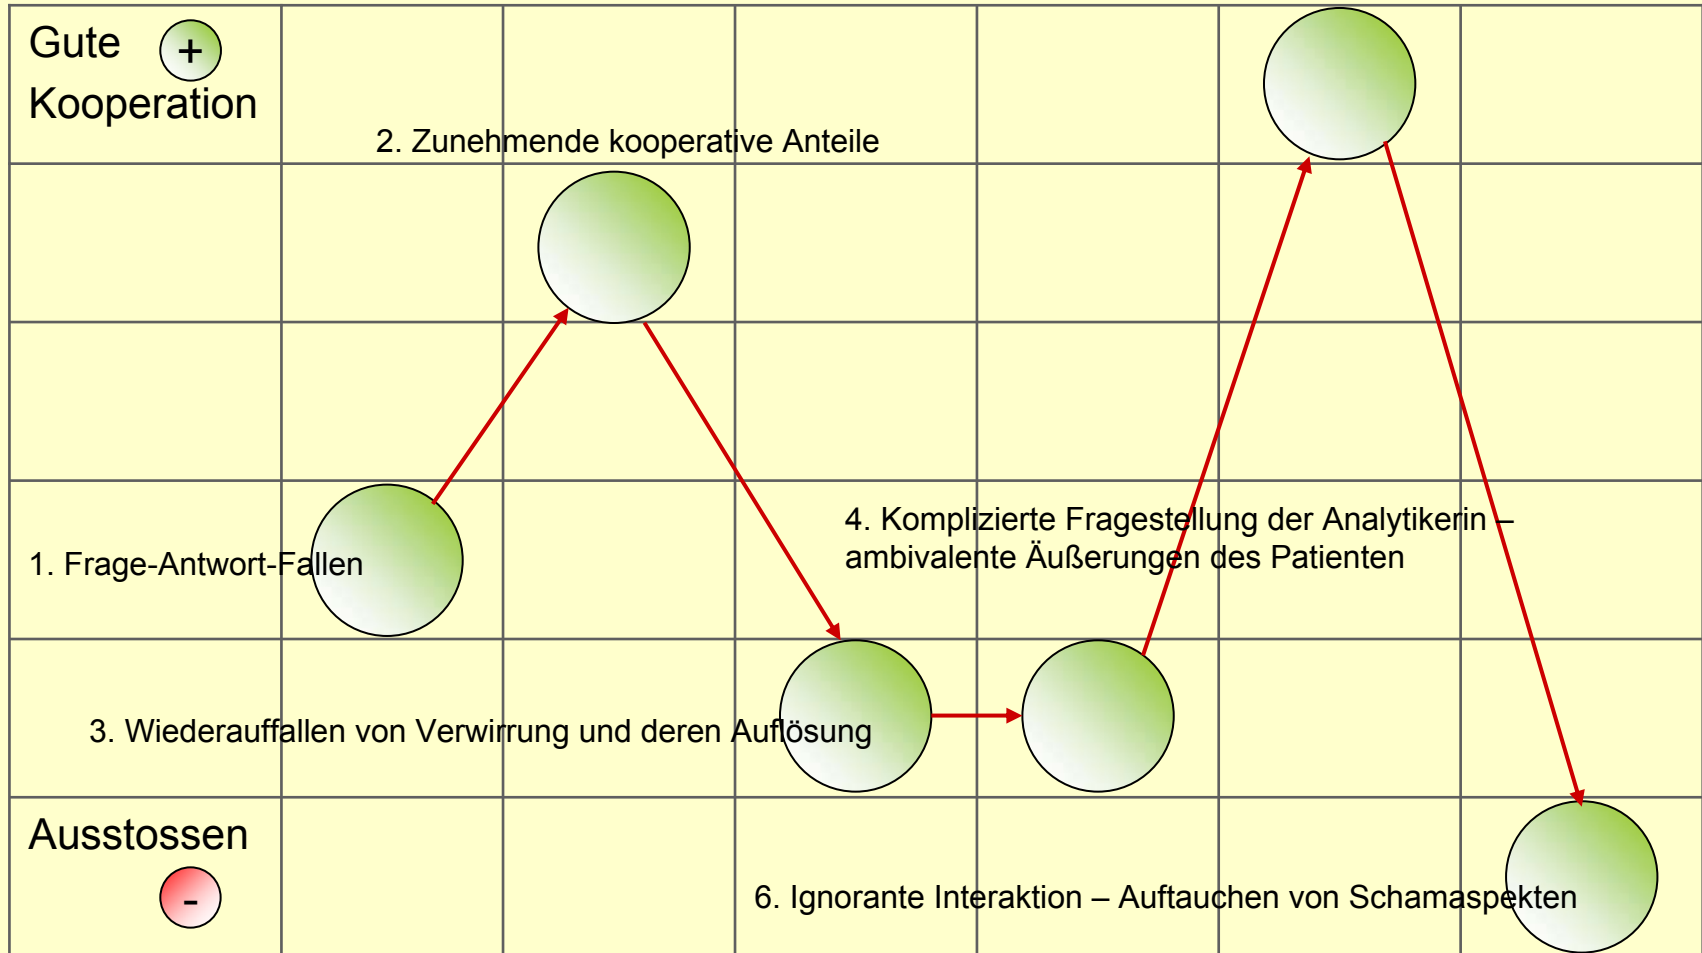 Gute +
Kooperation
2. Zunehmende kooperative Anteile
4. Komplizierte Fragestellung der Analytikerin –
ambivalente Äußerungen des Patienten
1. Frage-Antwort-Fallen
3. Wiederauffallen von Verwirrung und deren Auflösung
Ausstossen
-
6. Ignorante Interaktion – Auftauchen von Schamaspekten